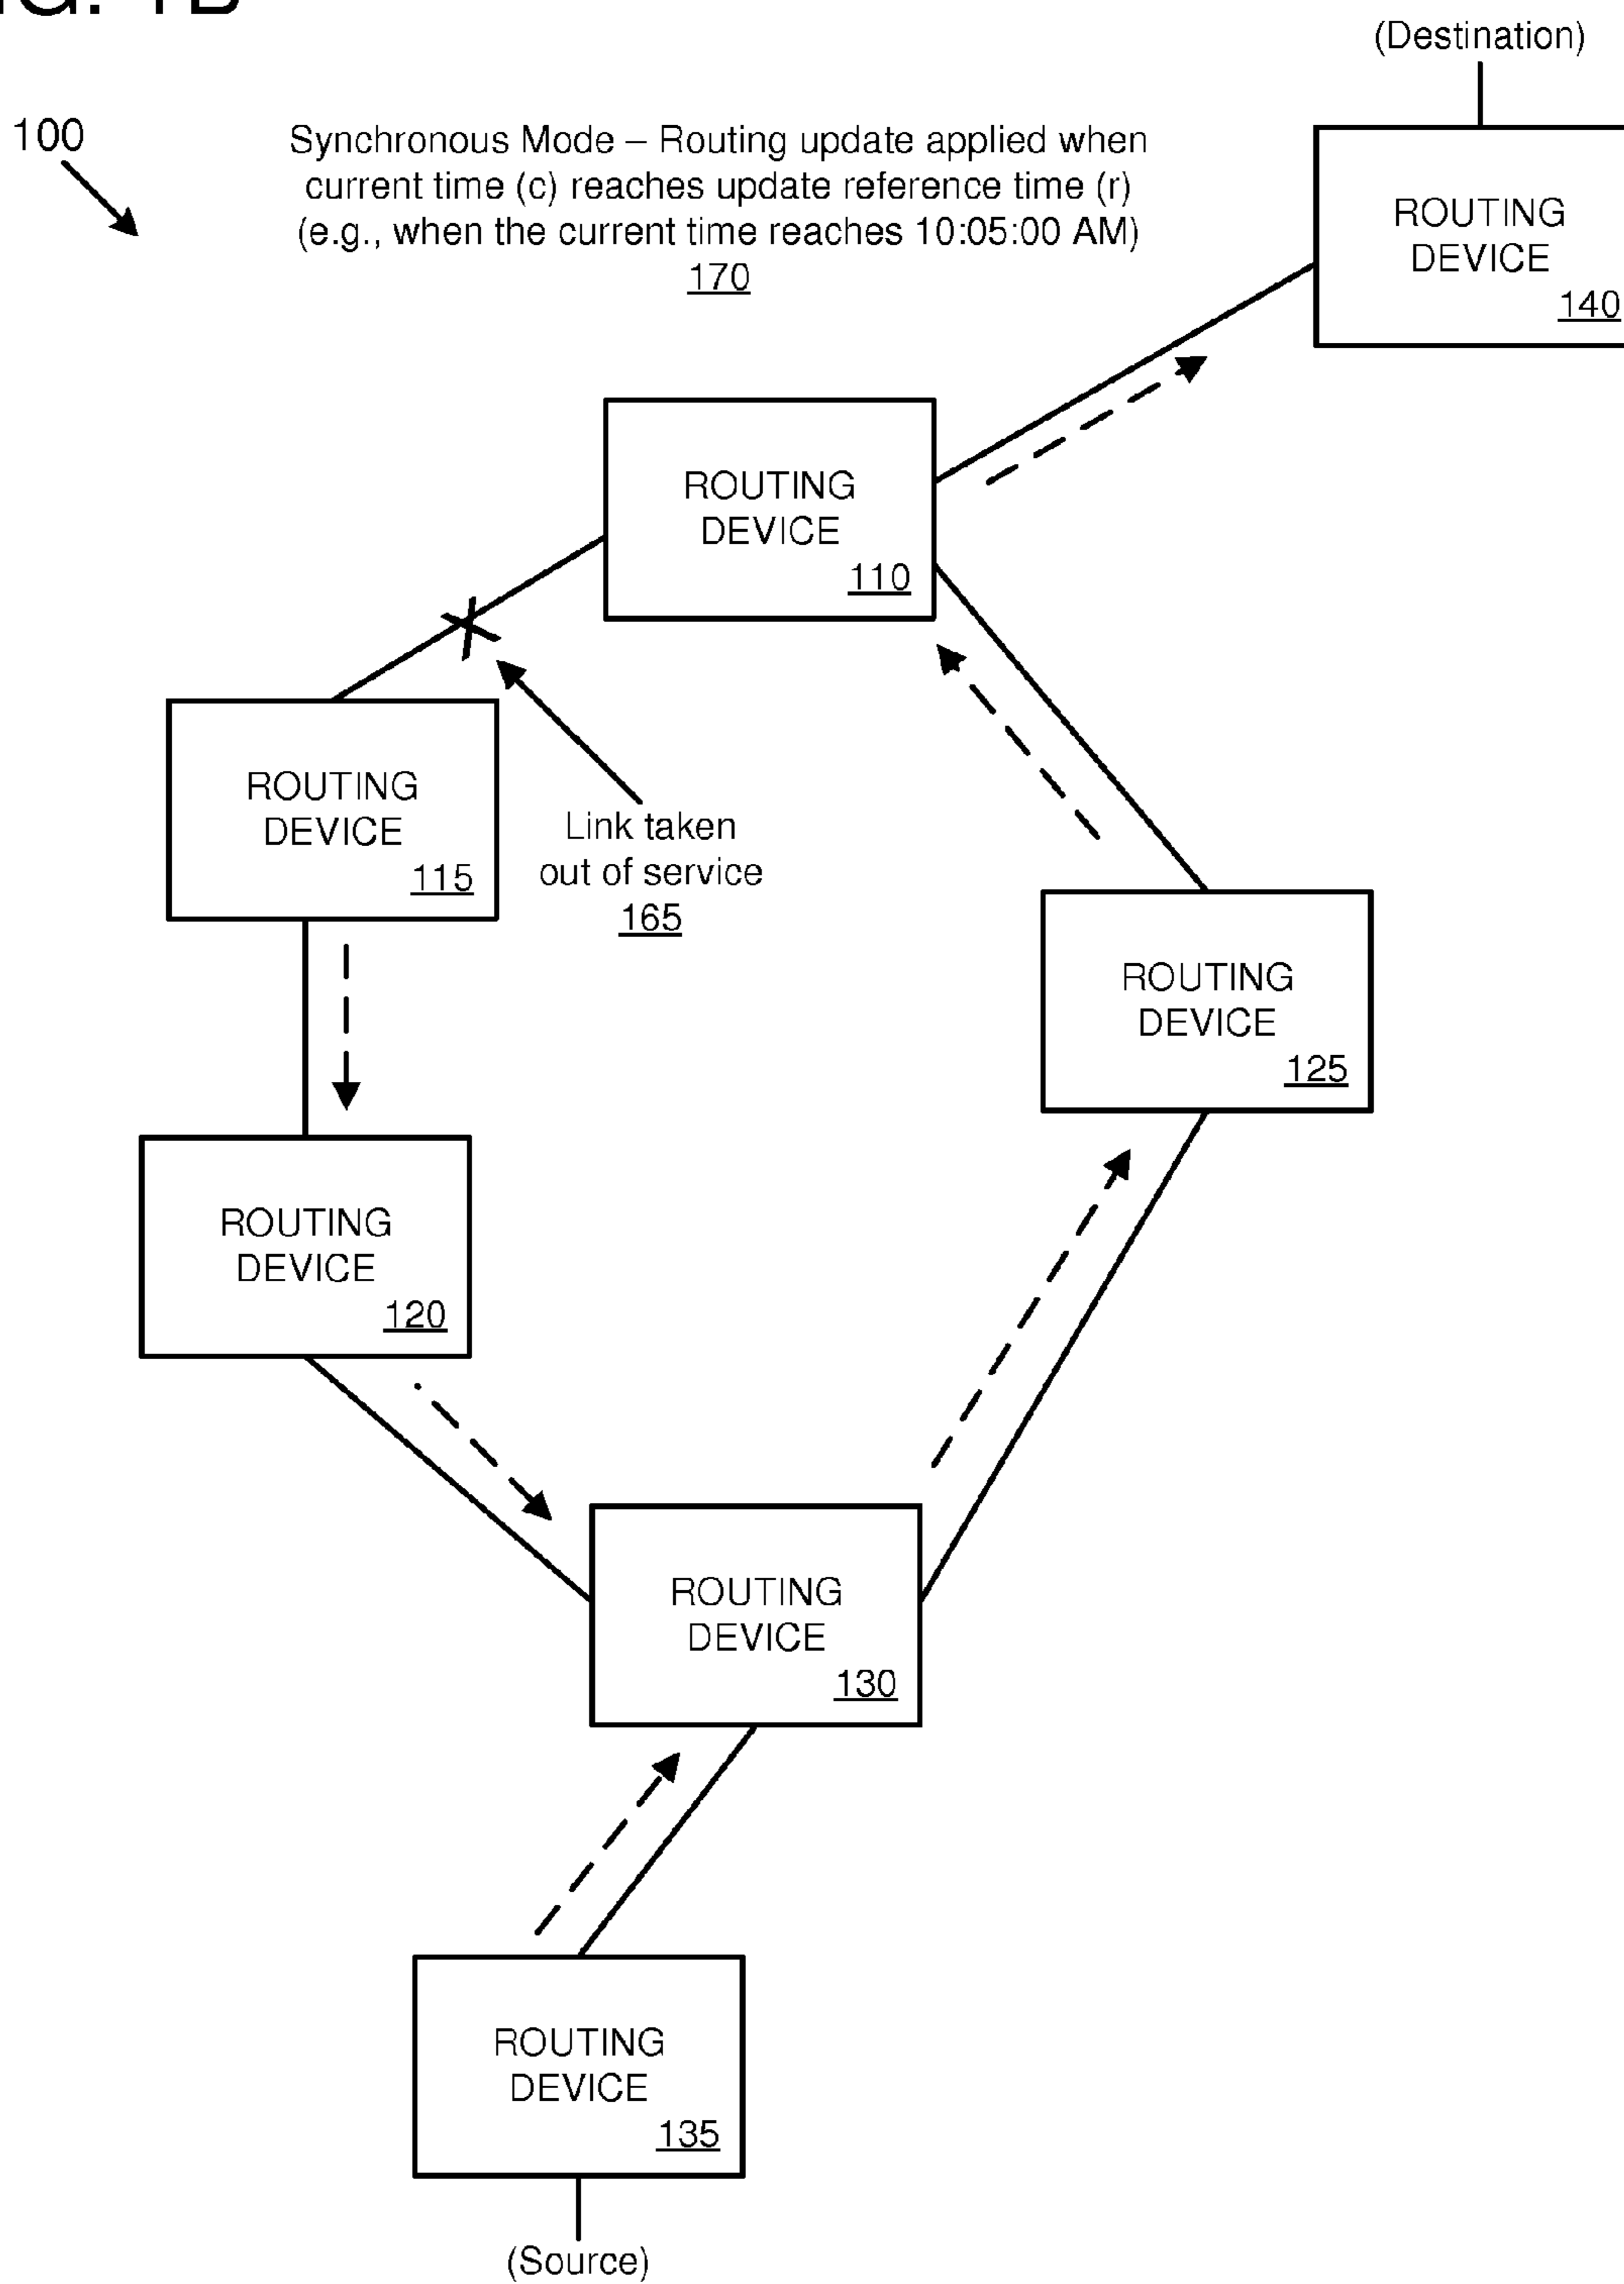 FIG. 1B
(Destination)
100
Synchronous Mode – Routing update applied when
current time (c) reaches update reference time (r)
(e.g., when the current time reaches 10:05:00 AM)
170
ROUTING
DEVICE
140
ROUTING
DEVICE
110
ROUTING
DEVICE
115
Link taken
out of service
165
ROUTING
DEVICE
125
ROUTING
DEVICE
120
ROUTING
DEVICE
130
ROUTING
DEVICE
135
(Source)